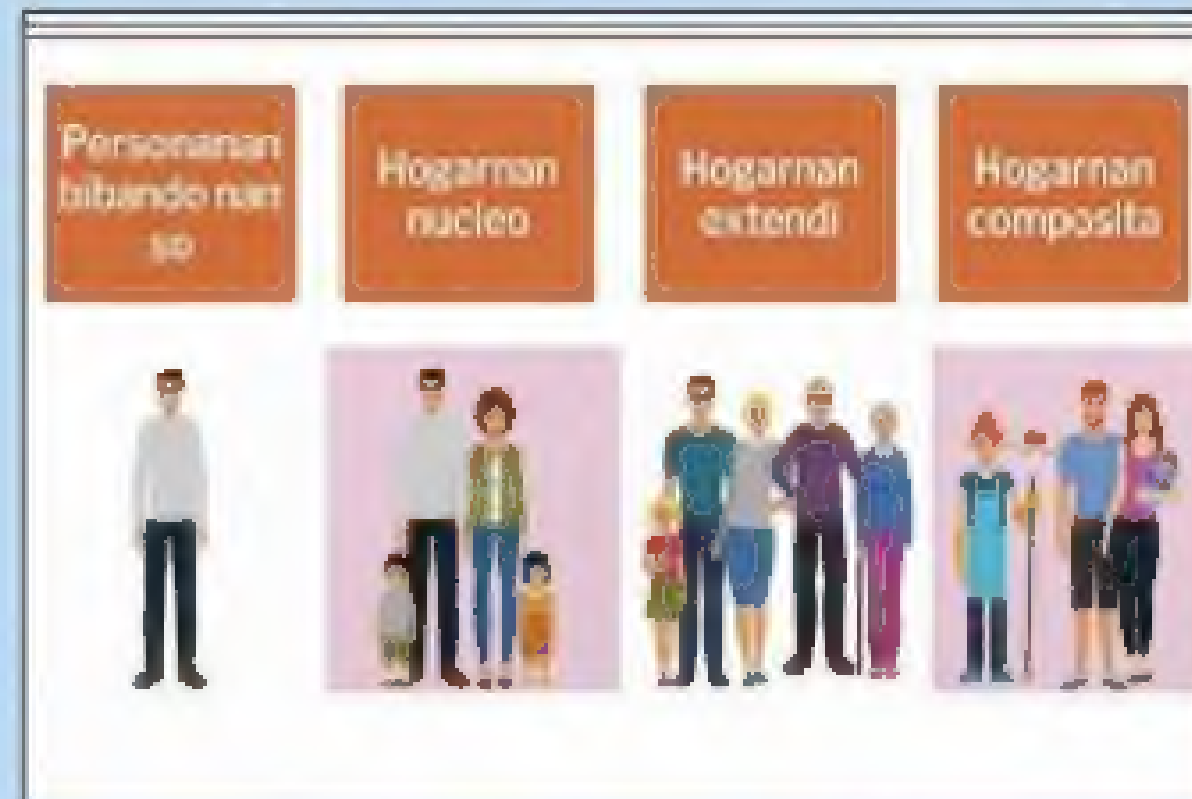 Personanan
bibando nan
so
Hogarnan
nucleo
Hogarnan
extendi
Hogarnan
composita